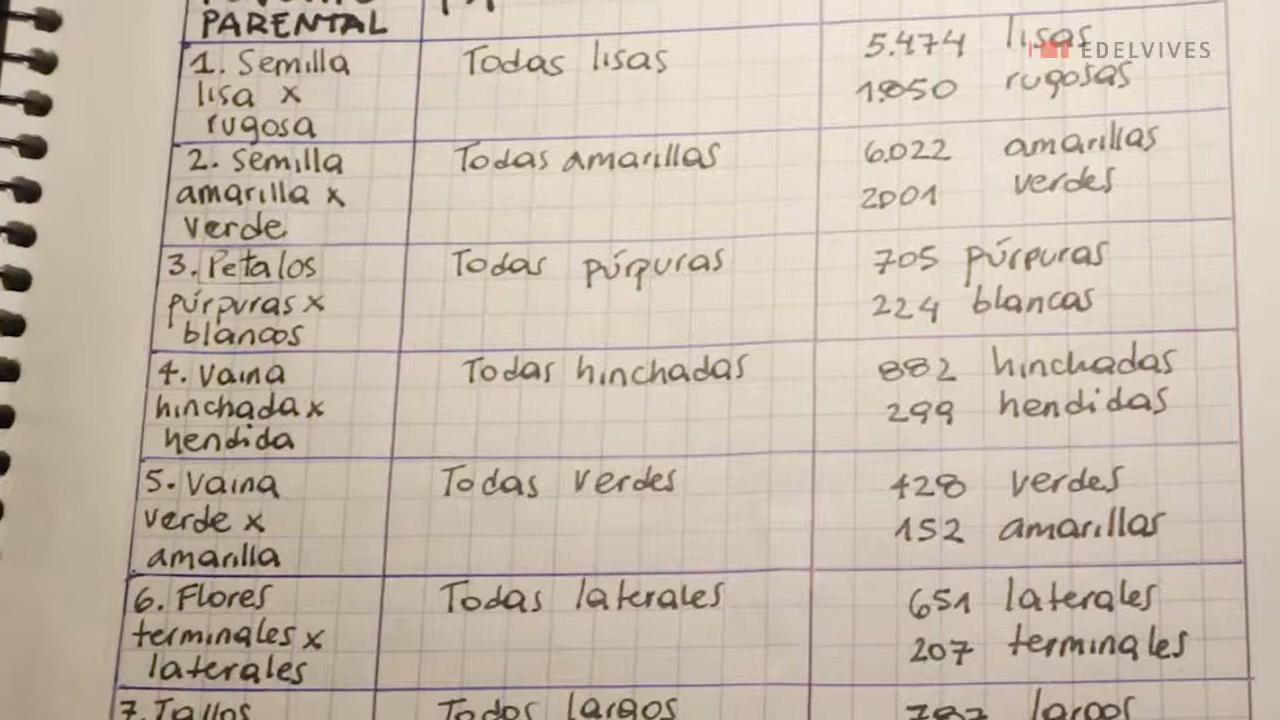 PARENTAL
1. Semilla
lisa x
rugosa
Todas lisas
5.474 lisas
1.850 rugosas
2. Semilla
amarilla x
verde
Todas amarillas
6.022 amarillas
2001 verdes
3. Petalos
púrpuras x
blancos
Todas púrpuras
705 púrpuras
224 blancas
4. Vaina
hinchada x
hendida
Todas hinchadas
882 hinchadas
299 hendidas
5. Vaina
verde x
amarilla
Todas verdes
428 verdes
152 amarillas
6. Flores
terminales x
laterales
Todas laterales
651 laterales
207 terminales
7. Tallos
Todos largos
787 largos
EDELVIVES